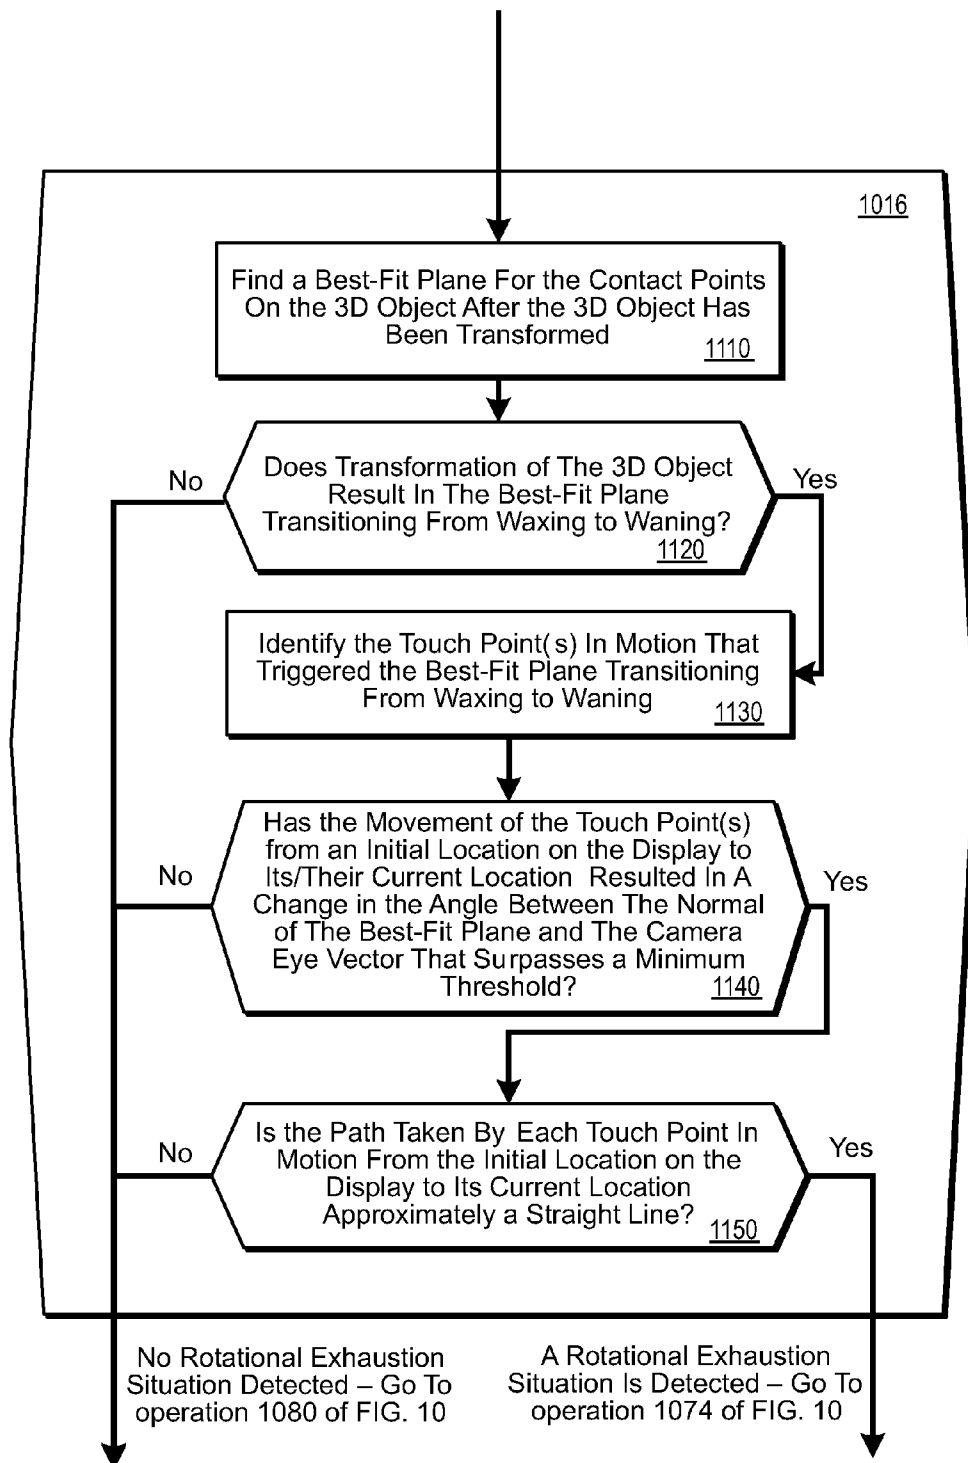 1016
Find a Best-Fit Plane For the Contact Points
On the 3D Object After the 3D Object Has
Been Transformed
1110
Does Transformation of The 3D Object
Result In The Best-Fit Plane
Transitioning From Waxing to Waning?
1120
No
Yes
Identify the Touch Point(s) In Motion That
Triggered the Best-Fit Plane Transitioning
From Waxing to Waning
1130
Has the Movement of the Touch Point(s)
from an Initial Location on the Display to
Its/Their Current Location Resulted In A
Change in the Angle Between The Normal
of The Best-Fit Plane and The Camera
Eye Vector That Surpasses a Minimum
Threshold?
1140
No
Yes
Is the Path Taken By Each Touch Point In
Motion From the Initial Location on the
Display to Its Current Location
Approximately a Straight Line?
1150
No
Yes
No Rotational Exhaustion
Situation Detected – Go To
operation 1080 of FIG. 10
A Rotational Exhaustion
Situation Is Detected – Go To
operation 1074 of FIG. 10